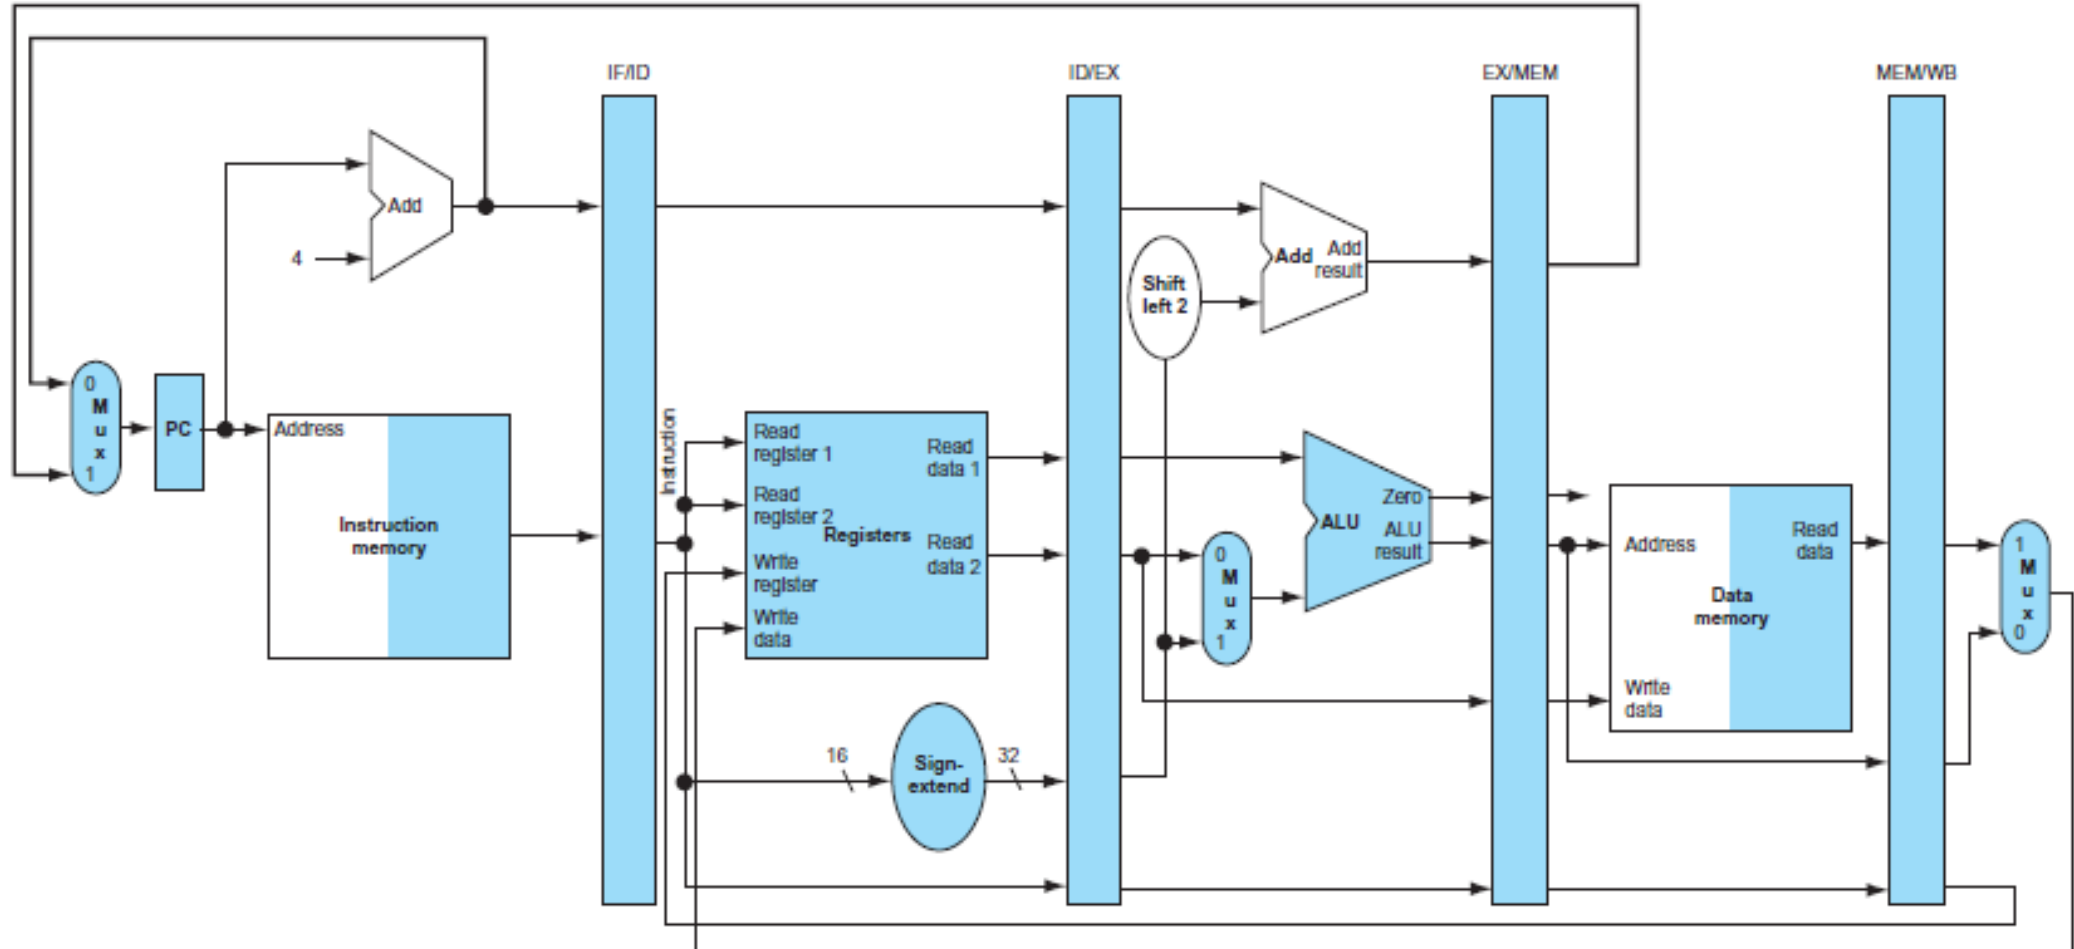 IF/ID
ID/EX
EX/MEM
MEM/WB
Add
4
Add
Add
result
Shift
left 2
0
M
u
x
1
PC
Address
Instruction
memory
Instruction
Read
register 1
Read
register 2
Write
register
Write
data
Registers
Read
data 1
Read
data 2
16
Sign-
extend
32
0
M
u
x
1
Zero
ALU
ALU
result
Address
Read
data
Data
memory
Write
data
1
M
u
x
0